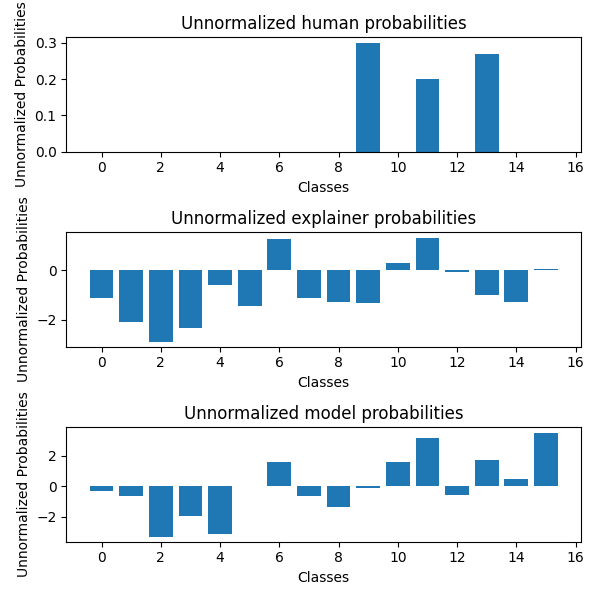 Unnormalized human probabilities
Unnormalized Probabilities
0.3
0.2
0.1
0.0
0 2 4 6 8 10 12 14 16
Classes
Unnormalized explainer probabilities
Unnormalized Probabilities
0
−2
0 2 4 6 8 10 12 14 16
Classes
Unnormalized model probabilities
Unnormalized Probabilities
2
0
−2
0 2 4 6 8 10 12 14 16
Classes